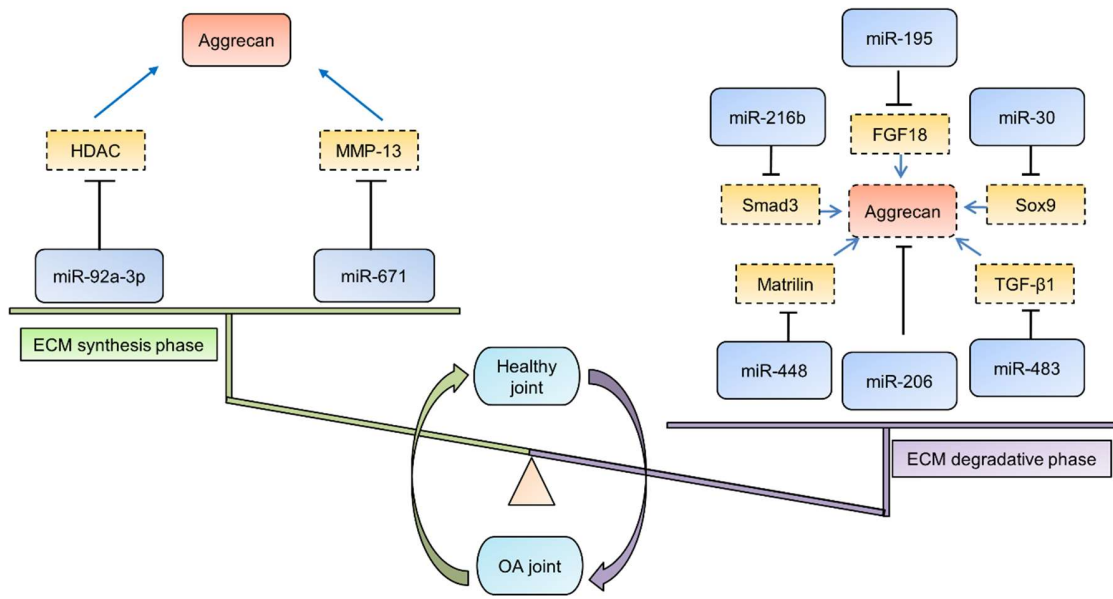 Aggrecan
HDAC
MMP-13
miR-92a-3p
miR-671
ECM synthesis phase
miR-195
miR-216b
miR-30
FGF18
Smad3
Aggrecan
Sox9
Matrilin
TGF-β1
miR-448
miR-206
miR-483
ECM degradative phase
Healthy
joint
OA joint